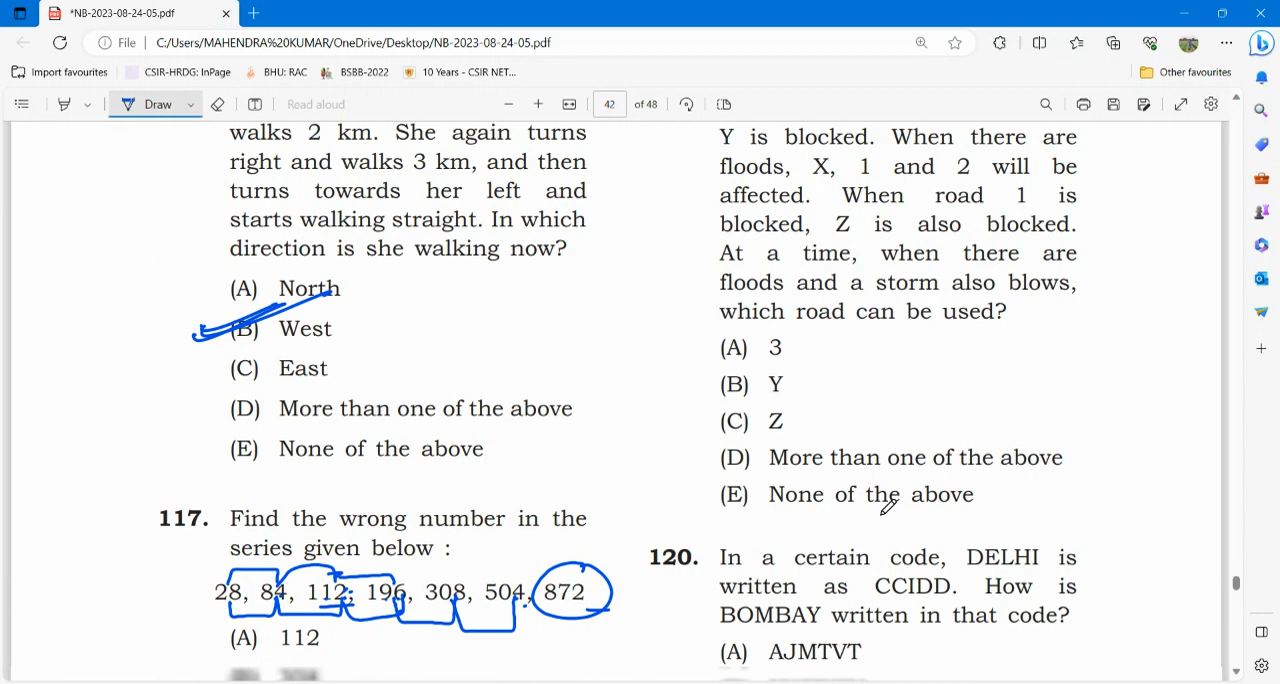 *NB-2023-08-24-05.pdf
File
C:/Users/MAHENDRA%20KUMAR/OneDrive/Desktop/NB-2023-08-24-05.pdf
Import favourites
CSIR-HRDG: InPage
BHU: RAC
BSBB-2022
10 Years - CSIR NET...
Other favourites
Draw
Read aloud
42
of 48
walks 2 km. She again turns
right and walks 3 km, and then
turns towards her left and
starts walking straight. In which
direction is she walking now?
(A) North
(B) West
(C) East
(D) More than one of the above
(E) None of the above
117. Find the wrong number in the
series given below :
28, 84, 112, 196, 308, 504, 872
(A) 112
Y is blocked. When there are
floods, X, 1 and 2 will be
affected. When road 1 is
blocked, Z is also blocked.
At a time, when there are
floods and a storm also blows,
which road can be used?
(A) 3
(B) Y
(C) Z
(D) More than one of the above
(E) None of the above
120. In a certain code, DELHI is
written as CCIDD. How is
BOMBAY written in that code?
(A) AJMTVT